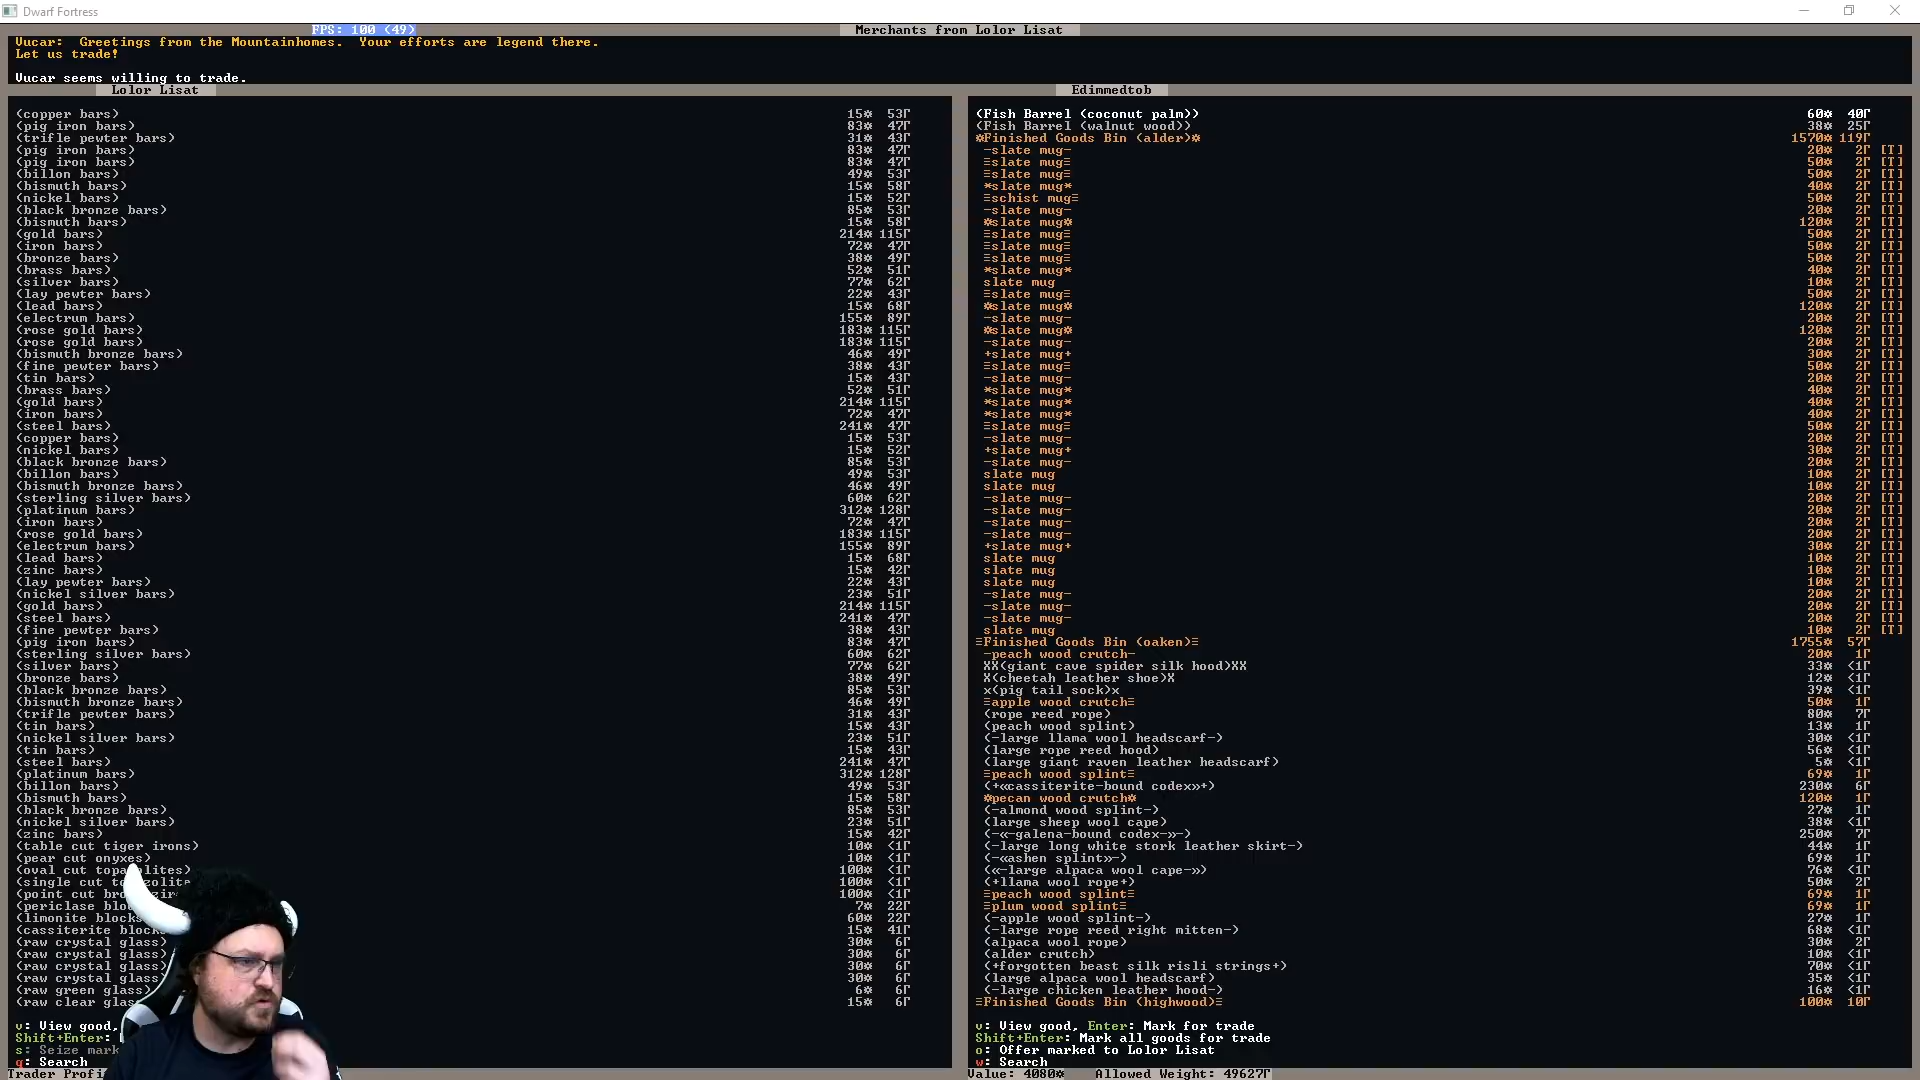 Dwarf Fortress
FPS: 100 (49)
Merchants from Lolor Lisat
Vucar: Greetings from the Mountainhomes. Your efforts are legend there.
Let us trade!
Vucar seems willing to trade.
Lolor Lisat
(copper bars) 15☼ 53Γ
(pig iron bars) 83☼ 47Γ
(trifle pewter bars) 31☼ 43Γ
(pig iron bars) 83☼ 47Γ
(pig iron bars) 83☼ 47Γ
(billon bars) 49☼ 53Γ
(bismuth bars) 15☼ 58Γ
(nickel bars) 15☼ 52Γ
(black bronze bars) 85☼ 53Γ
(bismuth bars) 15☼ 58Γ
(gold bars) 214☼ 115Γ
(iron bars) 72☼ 47Γ
(bronze bars) 38☼ 49Γ
(brass bars) 52☼ 51Γ
(silver bars) 77☼ 62Γ
(lay pewter bars) 22☼ 43Γ
(lead bars) 15☼ 68Γ
(electrum bars) 155☼ 89Γ
(rose gold bars) 183☼ 115Γ
(rose gold bars) 183☼ 115Γ
(bismuth bronze bars) 46☼ 49Γ
(fine pewter bars) 38☼ 43Γ
(tin bars) 15☼ 43Γ
(brass bars) 52☼ 51Γ
(gold bars) 214☼ 115Γ
(iron bars) 72☼ 47Γ
(steel bars) 241☼ 47Γ
(copper bars) 15☼ 53Γ
(nickel bars) 15☼ 52Γ
(black bronze bars) 85☼ 53Γ
(billon bars) 49☼ 53Γ
(bismuth bronze bars) 46☼ 49Γ
(sterling silver bars) 60☼ 62Γ
(platinum bars) 312☼ 128Γ
(iron bars) 72☼ 47Γ
(rose gold bars) 183☼ 115Γ
(electrum bars) 155☼ 89Γ
(lead bars) 15☼ 68Γ
(zinc bars) 15☼ 42Γ
(lay pewter bars) 22☼ 43Γ
(nickel silver bars) 23☼ 51Γ
(gold bars) 214☼ 115Γ
(steel bars) 241☼ 47Γ
(fine pewter bars) 38☼ 43Γ
(pig iron bars) 83☼ 47Γ
(sterling silver bars) 60☼ 62Γ
(silver bars) 77☼ 62Γ
(bronze bars) 38☼ 49Γ
(black bronze bars) 85☼ 53Γ
(bismuth bronze bars) 46☼ 49Γ
(trifle pewter bars) 31☼ 43Γ
(tin bars) 15☼ 43Γ
(nickel silver bars) 23☼ 51Γ
(tin bars) 15☼ 43Γ
(steel bars) 241☼ 47Γ
(platinum bars) 312☼ 128Γ
(billon bars) 49☼ 53Γ
(bismuth bars) 15☼ 58Γ
(black bronze bars) 85☼ 53Γ
(nickel silver bars) 23☼ 51Γ
(zinc bars) 15☼ 42Γ
(table cut tiger irons) 10☼ <1Γ
(pear cut onyxes) 10☼ <1Γ
(oval cut 100☼ <1Γ
(single cut 100☼ <1Γ
(point cut 100☼ <1Γ
(periclase 7☼ 22Γ
(limonite blocks 60☼ 22Γ
(cassiterite block 15☼ 41Γ
(raw crystal glass) 30☼ 6Γ
(raw crystal glass) 30☼ 6Γ
(raw crystal glass) 30☼ 6Γ
(raw crystal glass) 30☼ 6Γ
(raw green glass) 6☼ 6Γ
(raw clear glas 15☼ 6Γ
v: View good,
Shift+Enter:
s: Seize mark
q: Search
Trader Profi
Edimmedtob
(Fish Barrel (coconut palm)) 60☼ 40Γ
(Fish Barrel (walnut wood)) 38☼ 25Γ
☼Finished Goods Bin (alder)☼ 1570☼ 119Γ
-slate mug- 20☼ 2Γ [T]
≡slate mug≡ 50☼ 2Γ [T]
≡slate mug≡ 50☼ 2Γ [T]
*slate mug* 40☼ 2Γ [T]
≡schist mug≡ 50☼ 2Γ [T]
-slate mug- 20☼ 2Γ [T]
☼slate mug☼ 120☼ 2Γ [T]
≡slate mug≡ 50☼ 2Γ [T]
≡slate mug≡ 50☼ 2Γ [T]
≡slate mug≡ 50☼ 2Γ [T]
*slate mug* 40☼ 2Γ [T]
slate mug 10☼ 2Γ [T]
≡slate mug≡ 50☼ 2Γ [T]
☼slate mug☼ 120☼ 2Γ [T]
-slate mug- 20☼ 2Γ [T]
☼slate mug☼ 120☼ 2Γ [T]
-slate mug- 20☼ 2Γ [T]
+slate mug+ 30☼ 2Γ [T]
≡slate mug≡ 50☼ 2Γ [T]
-slate mug- 20☼ 2Γ [T]
*slate mug* 40☼ 2Γ [T]
*slate mug* 40☼ 2Γ [T]
*slate mug* 40☼ 2Γ [T]
≡slate mug≡ 50☼ 2Γ [T]
-slate mug- 20☼ 2Γ [T]
+slate mug+ 30☼ 2Γ [T]
-slate mug- 20☼ 2Γ [T]
slate mug 10☼ 2Γ [T]
slate mug 10☼ 2Γ [T]
-slate mug- 20☼ 2Γ [T]
-slate mug- 20☼ 2Γ [T]
-slate mug- 20☼ 2Γ [T]
-slate mug- 20☼ 2Γ [T]
+slate mug+ 30☼ 2Γ [T]
slate mug 10☼ 2Γ [T]
slate mug 10☼ 2Γ [T]
slate mug 10☼ 2Γ [T]
-slate mug- 20☼ 2Γ [T]
-slate mug- 20☼ 2Γ [T]
-slate mug- 20☼ 2Γ [T]
slate mug 10☼ 2Γ [T]
≡Finished Goods Bin (oaken)≡ 1755☼ 57Γ
-peach wood crutch- 20☼ 1Γ
XX(giant cave spider silk hood)XX 33☼ <1Γ
X(cheetah leather shoe)X 12☼ <1Γ
x(pig tail sock)x 39☼ <1Γ
≡apple wood crutch≡ 50☼ 1Γ
(rope reed rope) 80☼ 7Γ
(peach wood splint) 13☼ 1Γ
(-large llama wool headscarf-) 30☼ <1Γ
(large rope reed hood) 56☼ <1Γ
(large giant raven leather headscarf) 5☼ <1Γ
≡peach wood splint≡ 69☼ 1Γ
(+«cassiterite-bound codex»+) 230☼ 6Γ
☼pecan wood crutch☼ 120☼ 1Γ
(-almond wood splint-) 27☼ 1Γ
(large sheep wool cape) 38☼ <1Γ
(-«-galena-bound codex-»-) 250☼ 7Γ
(-large long white stork leather skirt-) 44☼ 1Γ
(-«ashen splint»-) 69☼ 1Γ
(«-large alpaca wool cape-») 76☼ <1Γ
(+llama wool rope+) 50☼ 2Γ
≡peach wood splint≡ 69☼ 1Γ
≡plum wood splint≡ 69☼ 1Γ
(-apple wood splint-) 27☼ 1Γ
(-large rope reed right mitten-) 68☼ <1Γ
(alpaca wool rope) 30☼ 2Γ
(alder crutch) 10☼ <1Γ
(+forgotten beast silk risli strings+) 70☼ <1Γ
(large alpaca wool headscarf) 35☼ <1Γ
(-large chicken leather hood-) 16☼ <1Γ
≡Finished Goods Bin (highwood)≡ 100☼ 10Γ
v: View good, Enter: Mark for trade
Shift+Enter: Mark all goods for trade
o: Offer marked to Lolor Lisat
w: Search
Value: 4080☼ Allowed Weight: 49627Γ